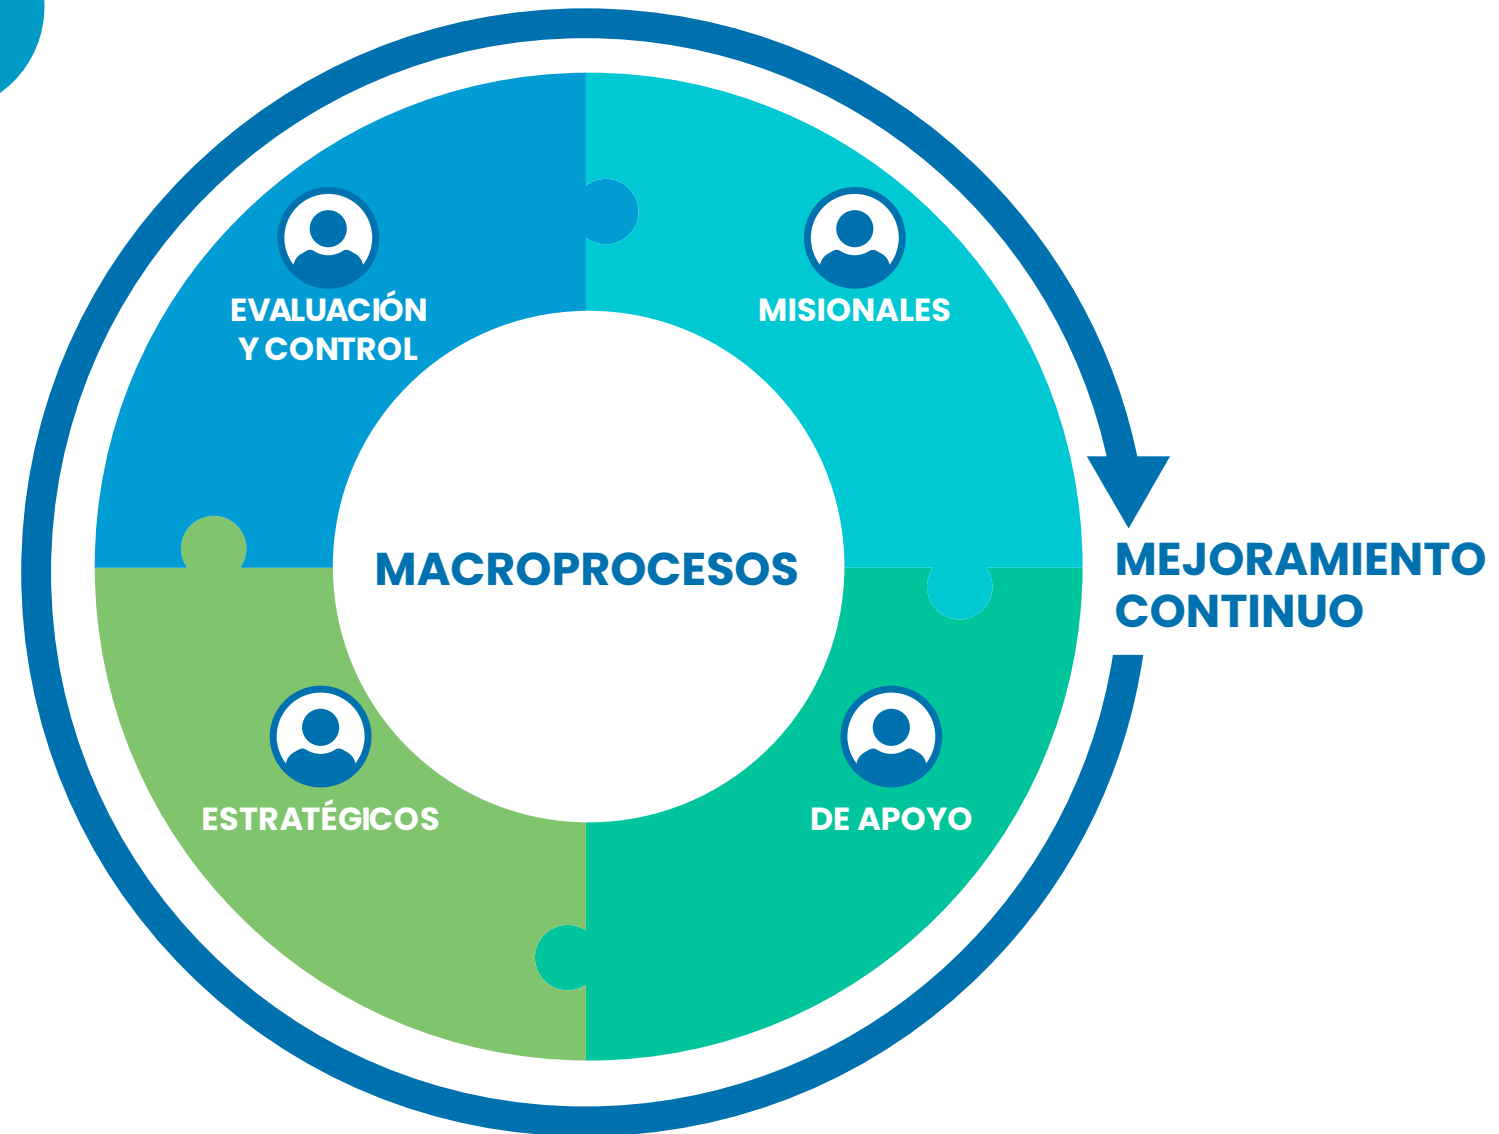 EVALUACIÓN
Y CONTROL
MISIONALES
MACROPROCESOS
MEJORAMIENTO
CONTINUO
ESTRATÉGICOS
DE APOYO